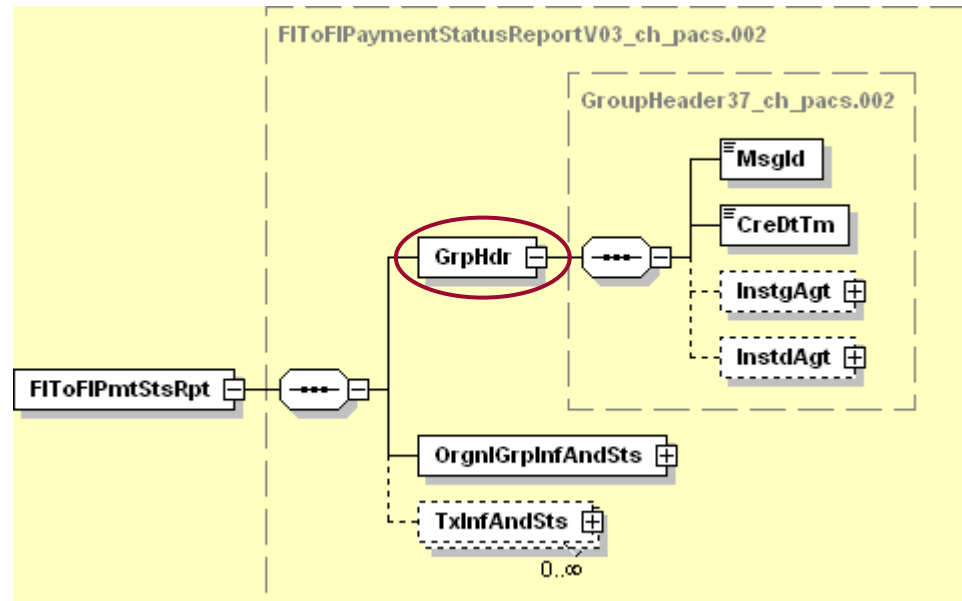 FIToFIPaymentStatusReportV03_ch_pacs.002
GroupHeader37_ch_pacs.002
MsgId
CreDtTm
GrpHdr
InstgAgt
InstdAgt
FIToFIPmtStsRpt
OrgnlGrpInfAndSts
TxInfAndSts
0..∞